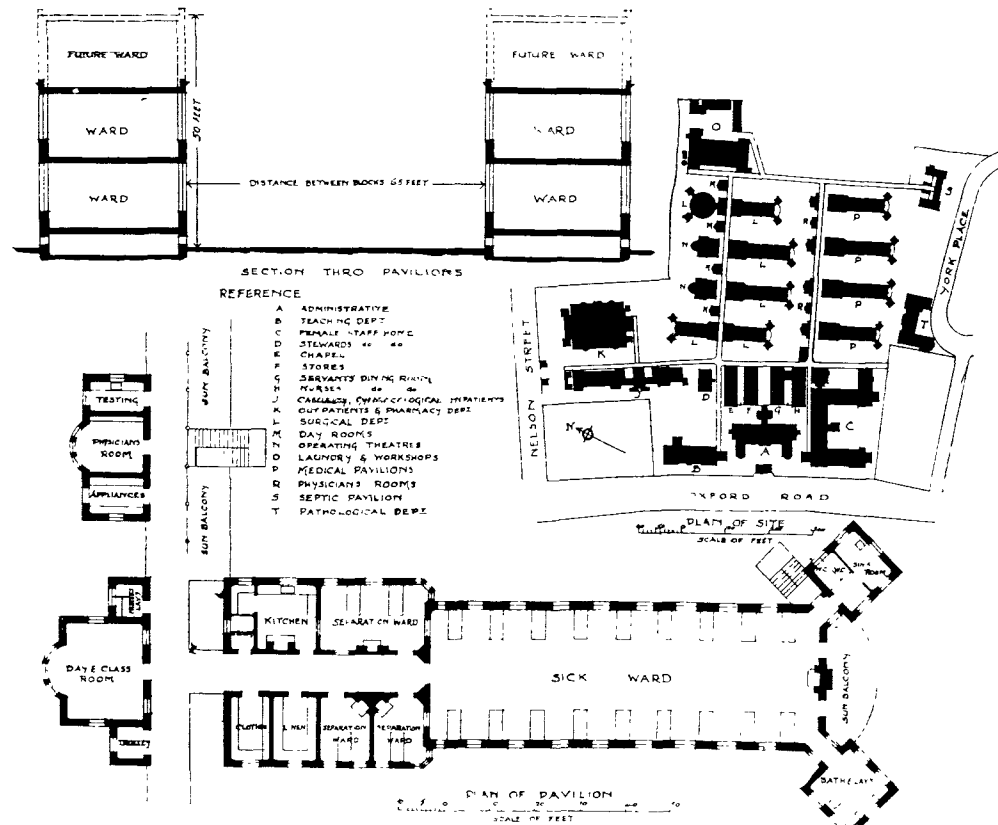 FUTURE WARD
FUTURE WARD
WARD
WARD
50 FEET
WARD
WARD
DISTANCE BETWEEN BLOCKS 65 FEET
SECTION THRO PAVILIONS
REFERENCE
A ADMINISTRATIVE
B TEACHING DEPT
C FEMALE STAFF HOME
D STEWARDS do do
E CHAPEL
F STORES
G SERVANTS DINING ROOM
H NURSES do do
J CASUALTY, GYNAECOLOGICAL INPATIENTS
K OUT PATIENTS & PHARMACY DEPT
L SURGICAL DEPT
M DAY ROOMS
N OPERATING THEATRES
O LAUNDRY & WORKSHOPS
P MEDICAL PAVILIONS
R PHYSICIANS ROOMS
S SEPTIC PAVILION
T PATHOLOGICAL DEPT
SUN BALCONY
SUN BALCONY
TESTING
PHYSICIANS ROOM
APPLIANCES
O
S
M
L
M
L
R
P
N
L
R
P
M
N
L
R
P
L
L
P
K
T
J
D
E
F
G
H
C
B
A
N
NELSON STREET
YORK PLACE
OXFORD ROAD
PLAN OF SITE
SCALE OF FEET
DAY & CLASS ROOM
KITCHEN
SEPARATION WARD
CLOTHES
LINEN
SEPARATION WARD
SEPARATION WARD
SICK WARD
W.C.
W.C.
SINK ROOM
SUN BALCONY
BATH & LAVY
PLAN OF PAVILION
SCALE OF FEET